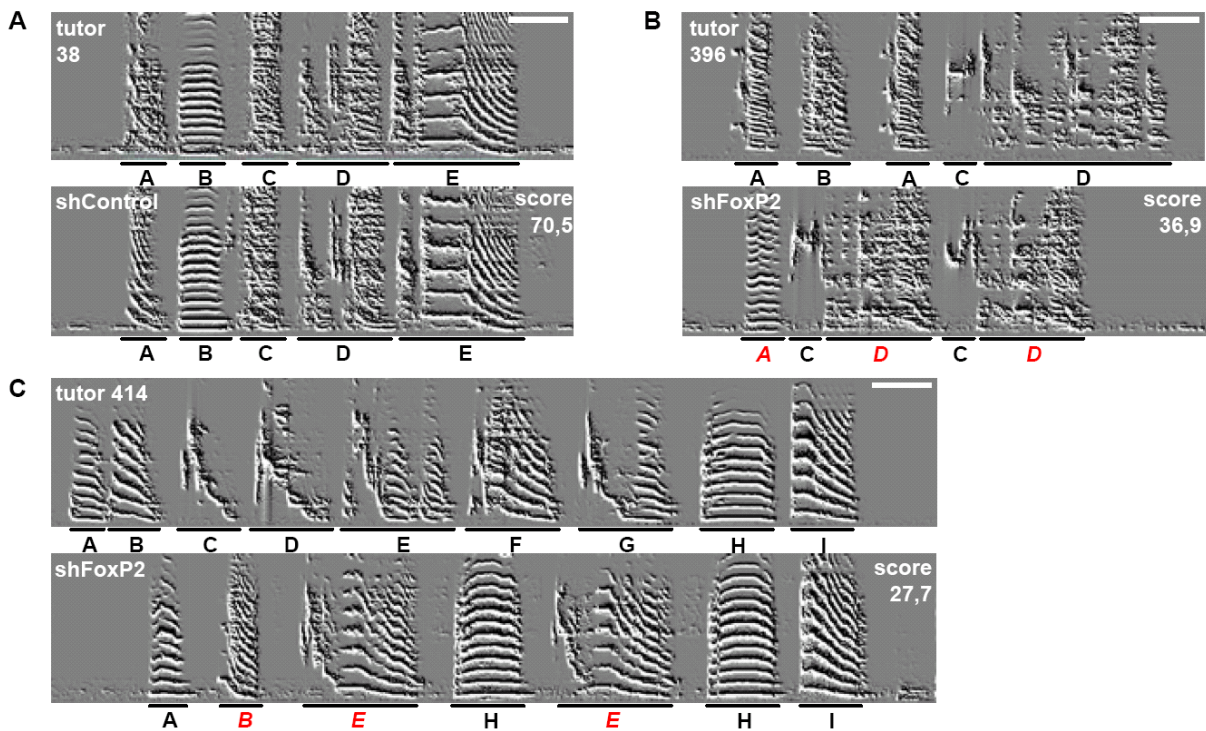 A
tutor
38
A B C D E
shControl
score
70,5
A B C D E
B
tutor
396
A B A C D
shFoxP2
score
36,9
A C D C D
C
tutor 414
A B C D E F G H I
shFoxP2
score
27,7
A B E H E H I